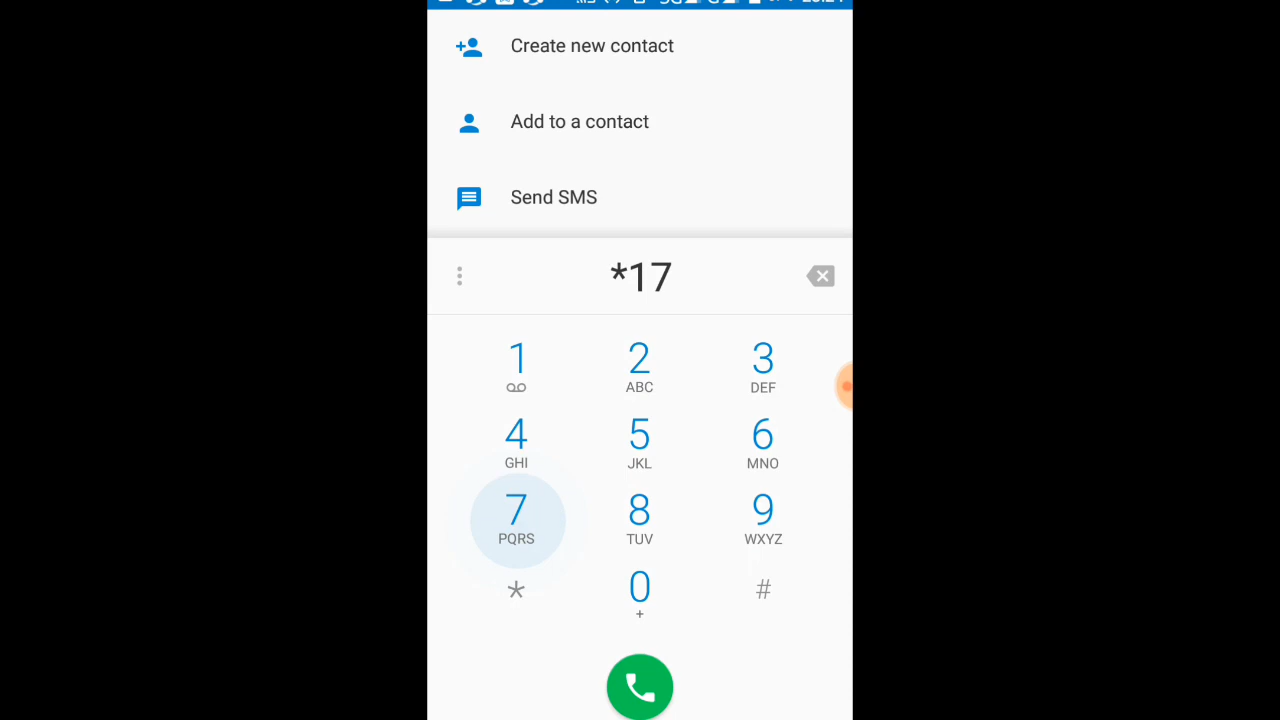 Create new contact
Add to a contact
Send SMS
*17
1 2 3
ABC DEF
4 5 6
GHI JKL MNO
7 8 9
PQRS TUV WXYZ
* 0 #
+